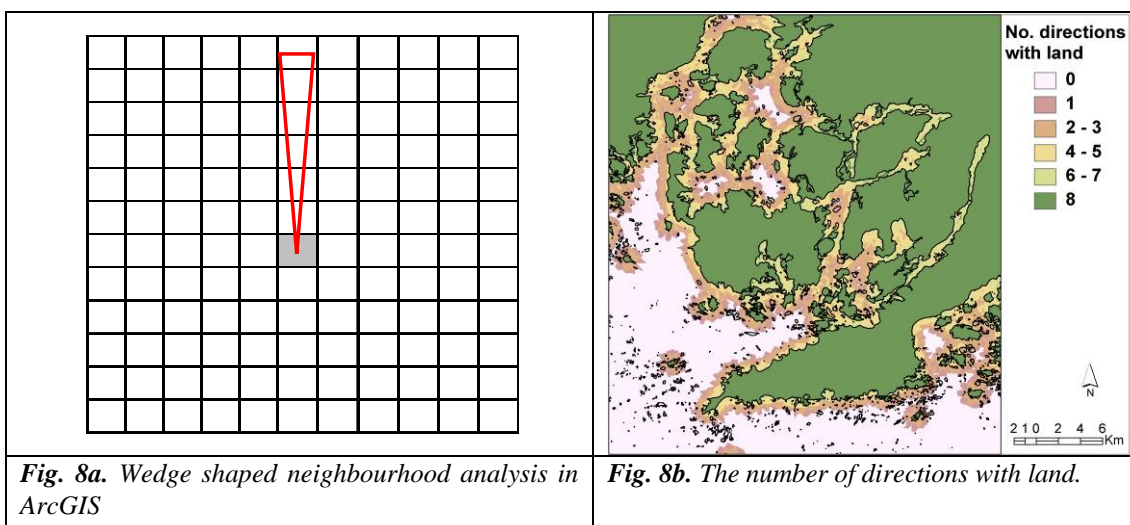 No. directions
with land
0
1
2 - 3
4 - 5
6 - 7
8
N
2 1 0 2 4 6
Km
Fig. 8a. Wedge shaped neighbourhood analysis in
ArcGIS
Fig. 8b. The number of directions with land.